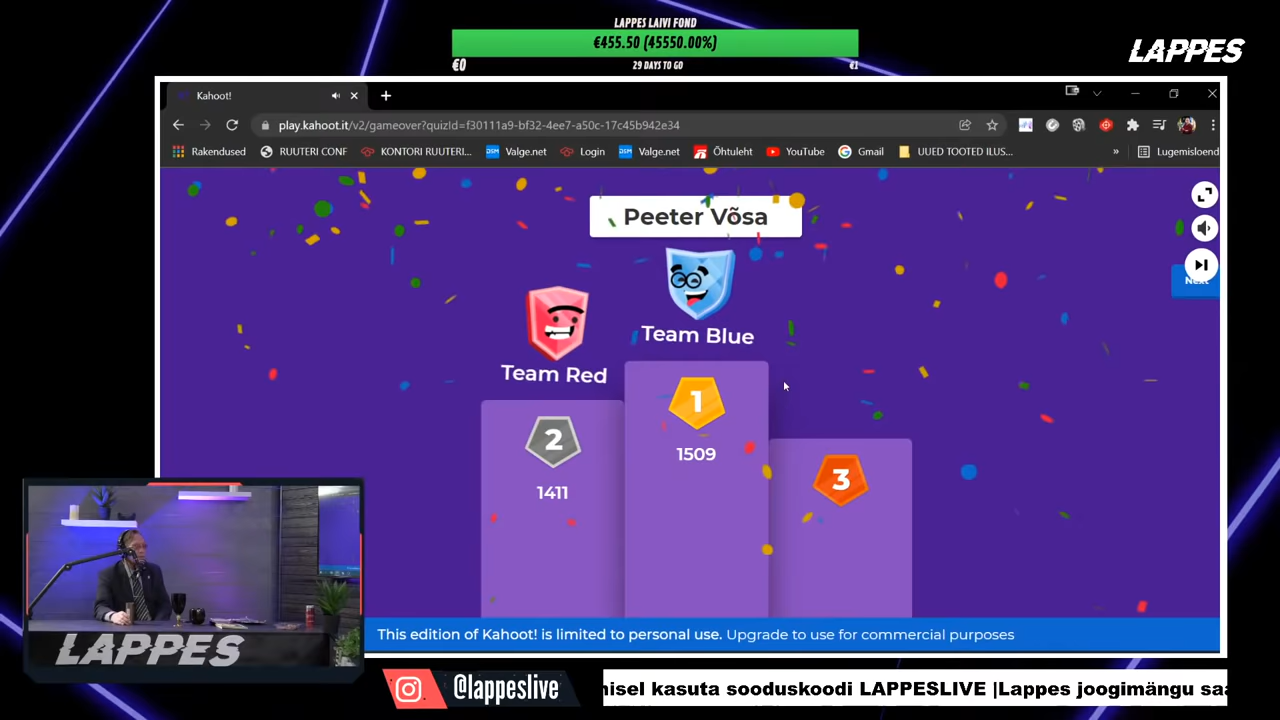 LAPPES LAIVI FOND
€455.50 (45550.00%)
€0
29 DAYS TO GO
€1
LAPPES
Kahoot!
play.kahoot.it/v2/gameover?quizId=f30111a9-bf32-4ee7-a50c-17c45b942e34
Rakendused
RUUTERI CONF
KONTORI RUUTERI...
Valge.net
Login
Valge.net
Õhtuleht
YouTube
Gmail
UUED TOOTED ILUS...
»
Lugemisloend
Peeter Võsa
Next
Team Blue
Team Red
1
1509
2
1411
3
This edition of Kahoot! is limited to personal use. Upgrade to use for commercial purposes
LAPPES
@lappeslive
kasuta sooduskoodi LAPPESLIVE |Lappes joogimängu